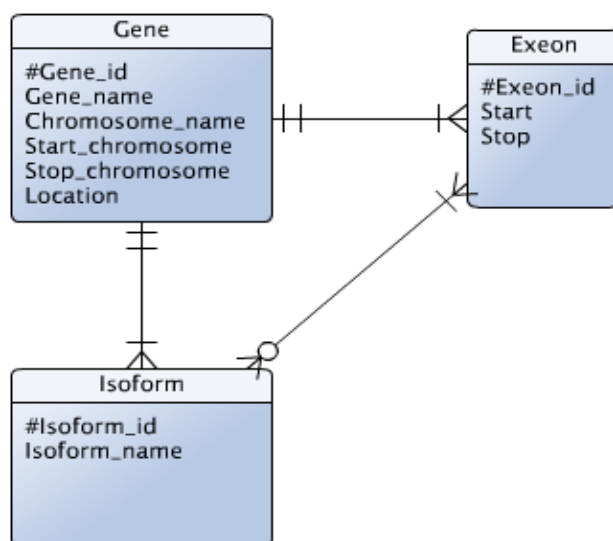 Gene
#Gene_id
Gene_name
Chromosome_name
Start_chromosome
Stop_chromosome
Location
Exeon
#Exeon_id
Start
Stop
Isoform
#Isoform_id
Isoform_name